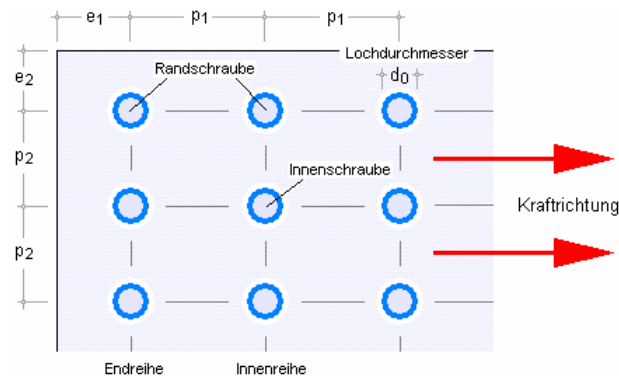 e1 p1 p1
Lochdurchmesser
e2
Randschraube
d0
p2
Innenschraube
Kraftrichtung
p2
Endreihe Innenreihe